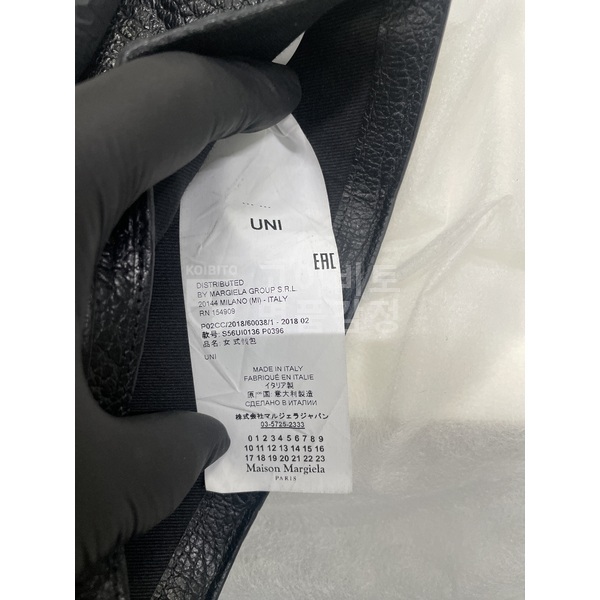 UNI
EAC
DISTRIBUTED
BY MARGIELA GROUP S.R.L.
20144 MILANO (MI) - ITALY
RN 154909
P02CC/2018/60038/1 - 2018 02
款号: S56UI0136 P0396
品名: 女式包
UNI
MADE IN ITALY
FABRIQUÉ EN ITALIE
イタリア製
原产国: 意大利製造
СДЕЛАНО В ИТАЛИИ
株式會社マルジェラジャパン
03-5725-2333
0 1 2 3 4 5 6 7 8 9
10 11 12 13 14 15 16
17 18 19 20 21 22 23
Maison Margiela
PARIS
KOIBITO